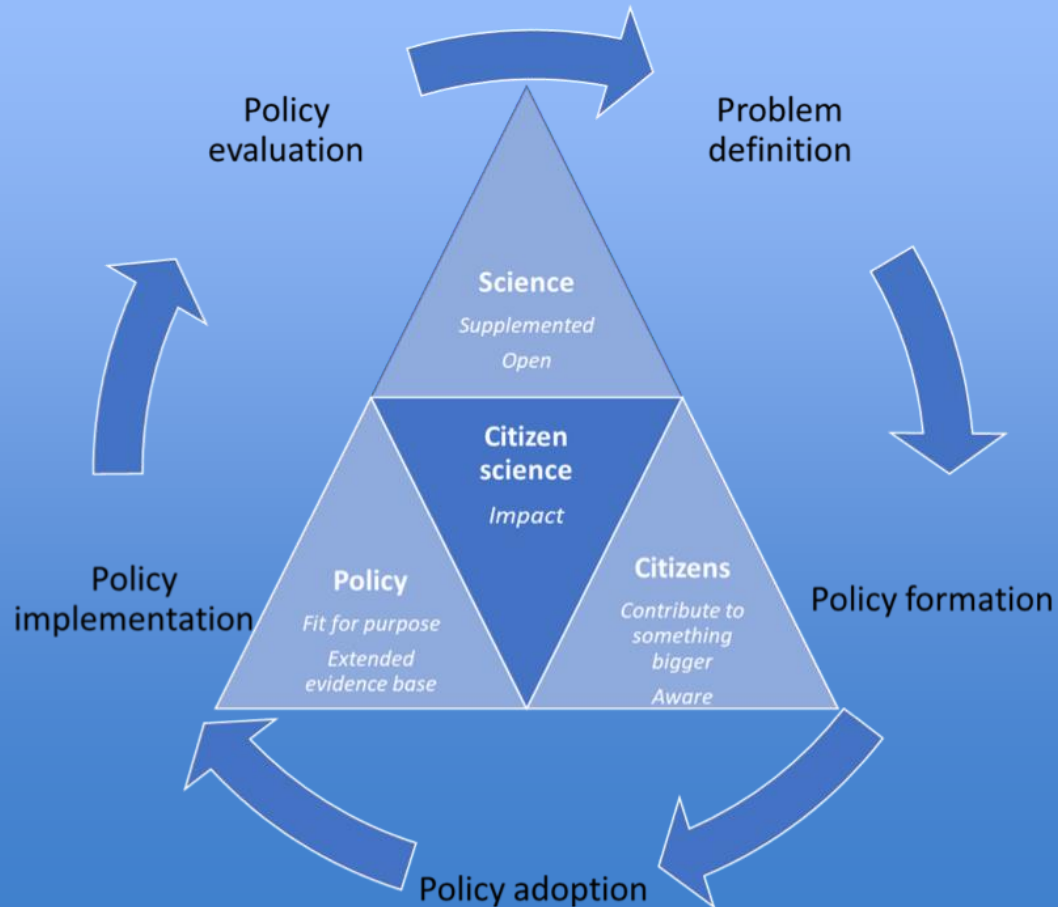 Policy
evaluation
Problem
definition
Science
Supplemented
Open
Citizen
science
Impact
Policy
implementation
Policy
Fit for purpose
Extended
evidence base
Citizens
Contribute to
something
bigger
Aware
Policy formation
Policy adoption